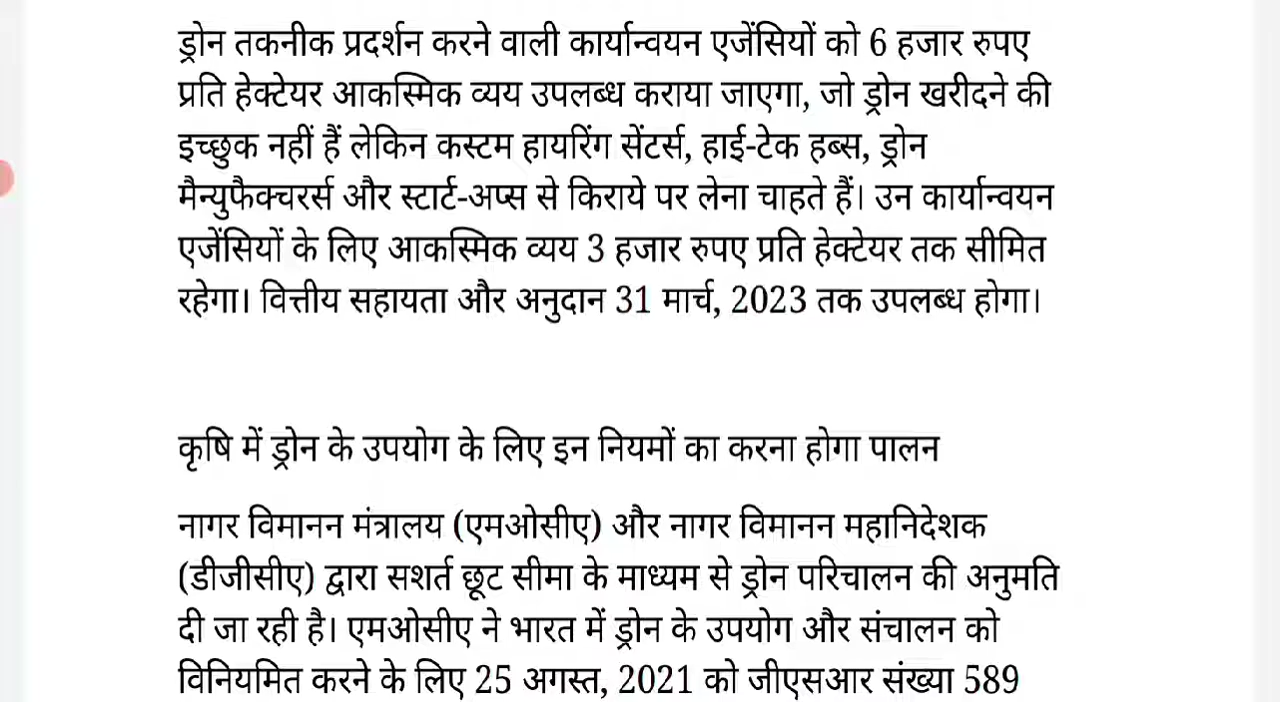 ड्रोन तकनीक प्रदर्शन करने वाली कार्यान्वयन एजेंसियों को 6 हजार रुपए
प्रति हेक्टेयर आकस्मिक व्यय उपलब्ध कराया जाएगा, जो ड्रोन खरीदने की
इच्छुक नहीं हैं लेकिन कस्टम हायरिंग सेंटर्स, हाई-टेक हब्स, ड्रोन
मैन्युफैक्चरर्स और स्टार्ट-अप्स से किराये पर लेना चाहते हैं। उन कार्यान्वयन
एजेंसियों के लिए आकस्मिक व्यय 3 हजार रुपए प्रति हेक्टेयर तक सीमित
रहेगा। वित्तीय सहायता और अनुदान 31 मार्च, 2023 तक उपलब्ध होगा।
कृषि में ड्रोन के उपयोग के लिए इन नियमों का करना होगा पालन
नागर विमानन मंत्रालय (एमओसीए) और नागर विमानन महानिदेशक
(डीजीसीए) द्वारा सशर्त छूट सीमा के माध्यम से ड्रोन परिचालन की अनुमति
दी जा रही है। एमओसीए ने भारत में ड्रोन के उपयोग और संचालन को
विनियमित करने के लिए 25 अगस्त, 2021 को जीएसआर संख्या 589